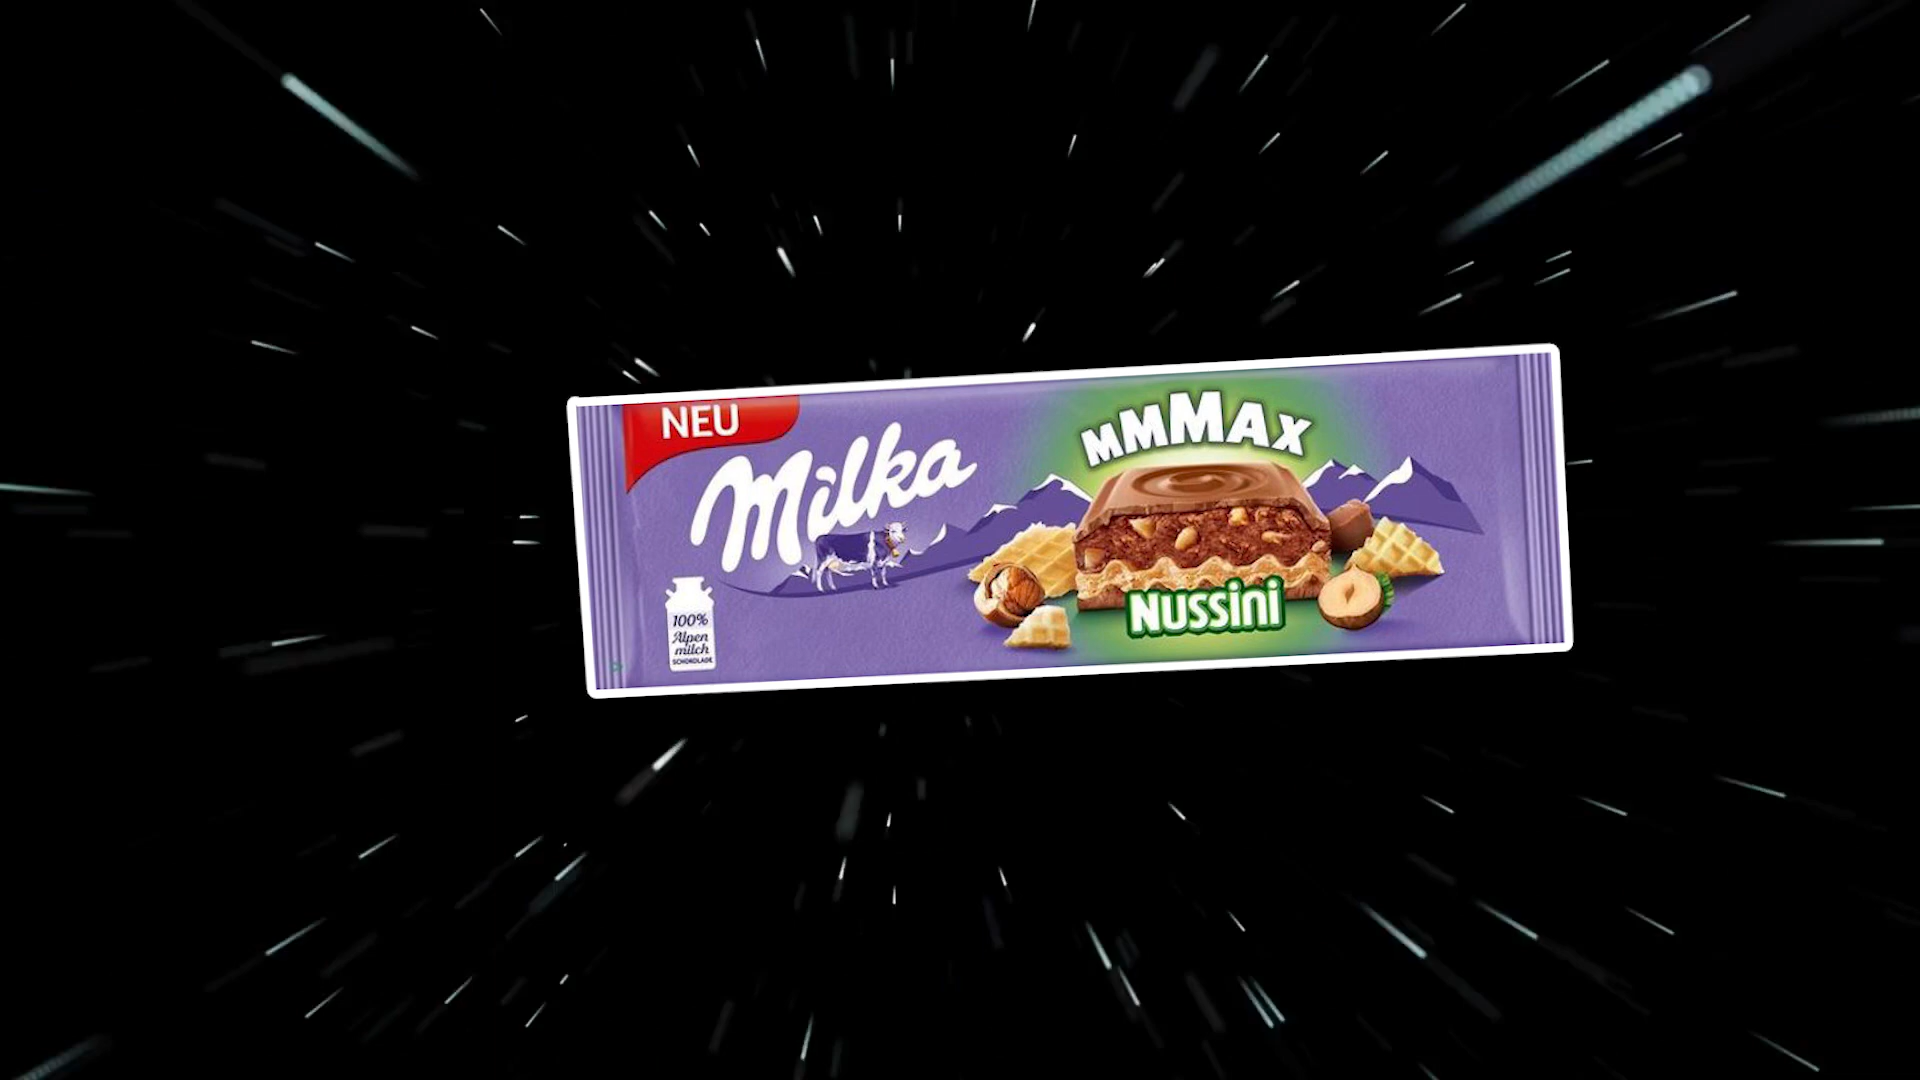 NEU
Milka
MMMAX
Nussini
100%
Alpen
milch
SCHOKOLADE